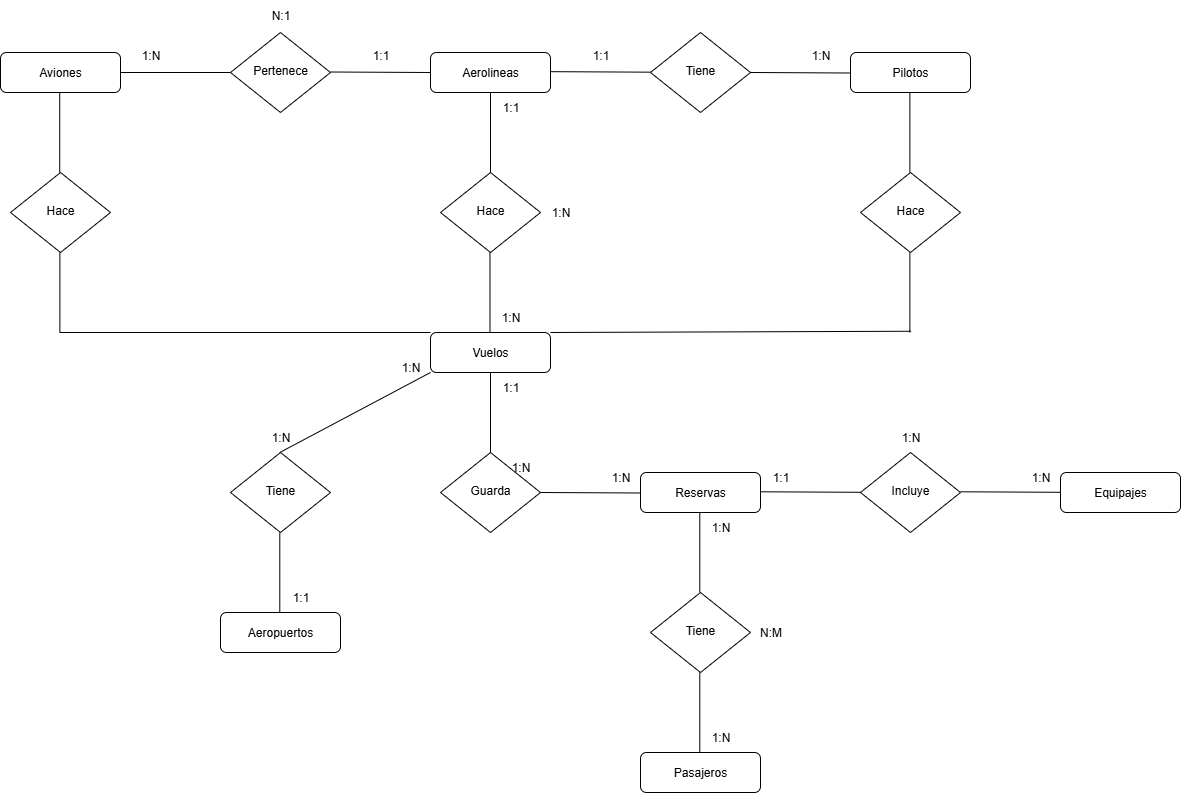 N:1
1:N
1:1
1:1
1:N
Aviones
Pertenece
Aerolineas
Tiene
Pilotos
1:1
Hace
Hace
1:N
Hace
1:N
Vuelos
1:N
1:1
1:N
1:N
1:N
1:N
1:1
1:N
Tiene
Guarda
Reservas
Incluye
Equipajes
1:N
1:1
Aeropuertos
Tiene
N:M
1:N
Pasajeros